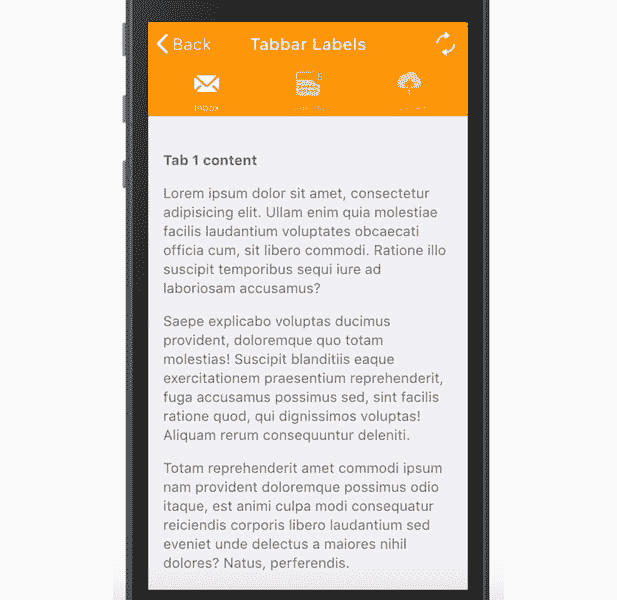 Back
Tabbar Labels
Inbox
5
Tab 1 content
Lorem ipsum dolor sit amet, consectetur
adipisicing elit. Ullam enim quia molestiae
facilis laudantium voluptates obcaecati
officia cum, sit libero commodi. Ratione illo
suscipit temporibus sequi iure ad
laboriosam accusamus?
Saepe explicabo voluptas ducimus
provident, doloremque quo totam
molestias! Suscipit blanditiis eaque
exercitationem praesentium reprehenderit,
fuga accusamus possimus sed, sint facilis
ratione quod, qui dignissimos voluptas!
Aliquam rerum consequuntur deleniti.
Totam reprehenderit amet commodi ipsum
nam provident doloremque possimus odio
itaque, est animi culpa modi consequatur
reiciendis corporis libero laudantium sed
eveniet unde delectus a maiores nihil
dolores? Natus, perferendis.